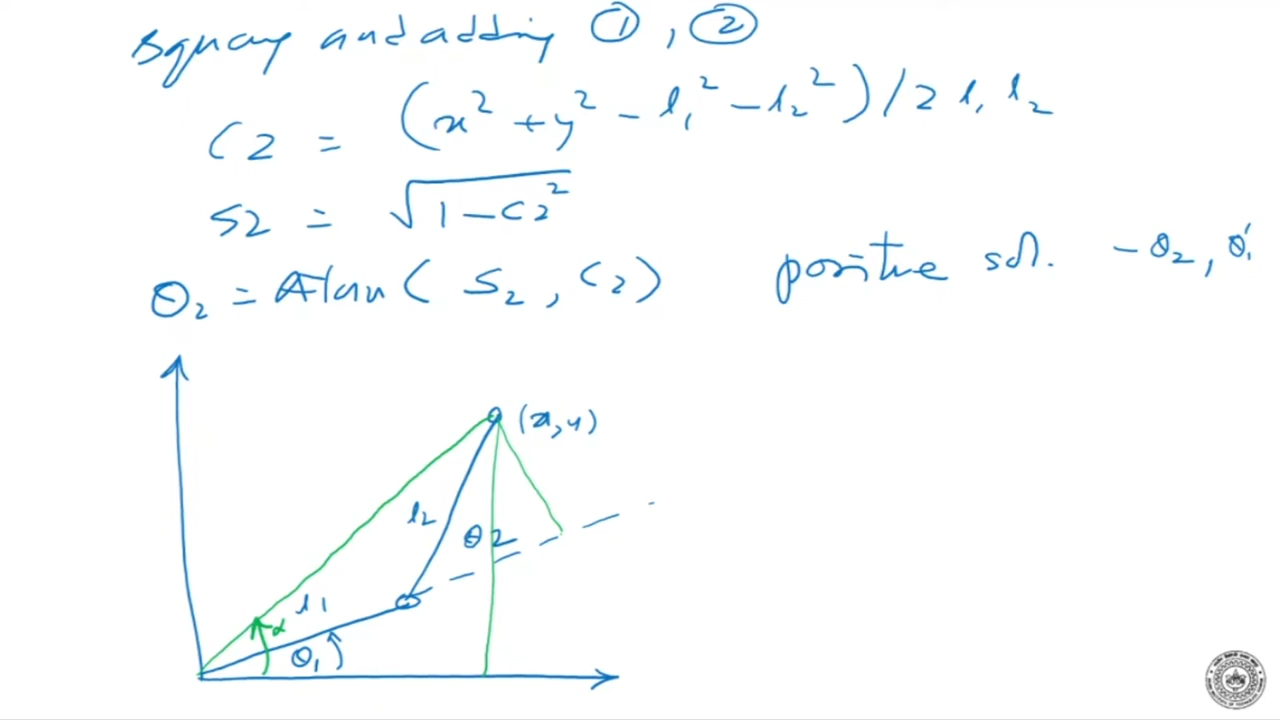 Squaring and adding ①, ②
C2 = (x² + y² - l₁² - l₂²) / 2 l₁ l₂
S2 = √(1 - C2²)
θ₂ = Atan (S₂, C₂) positive sol. - θ₂, θ₁'
(x, y)
l₂
θ2
l1
α
θ₁